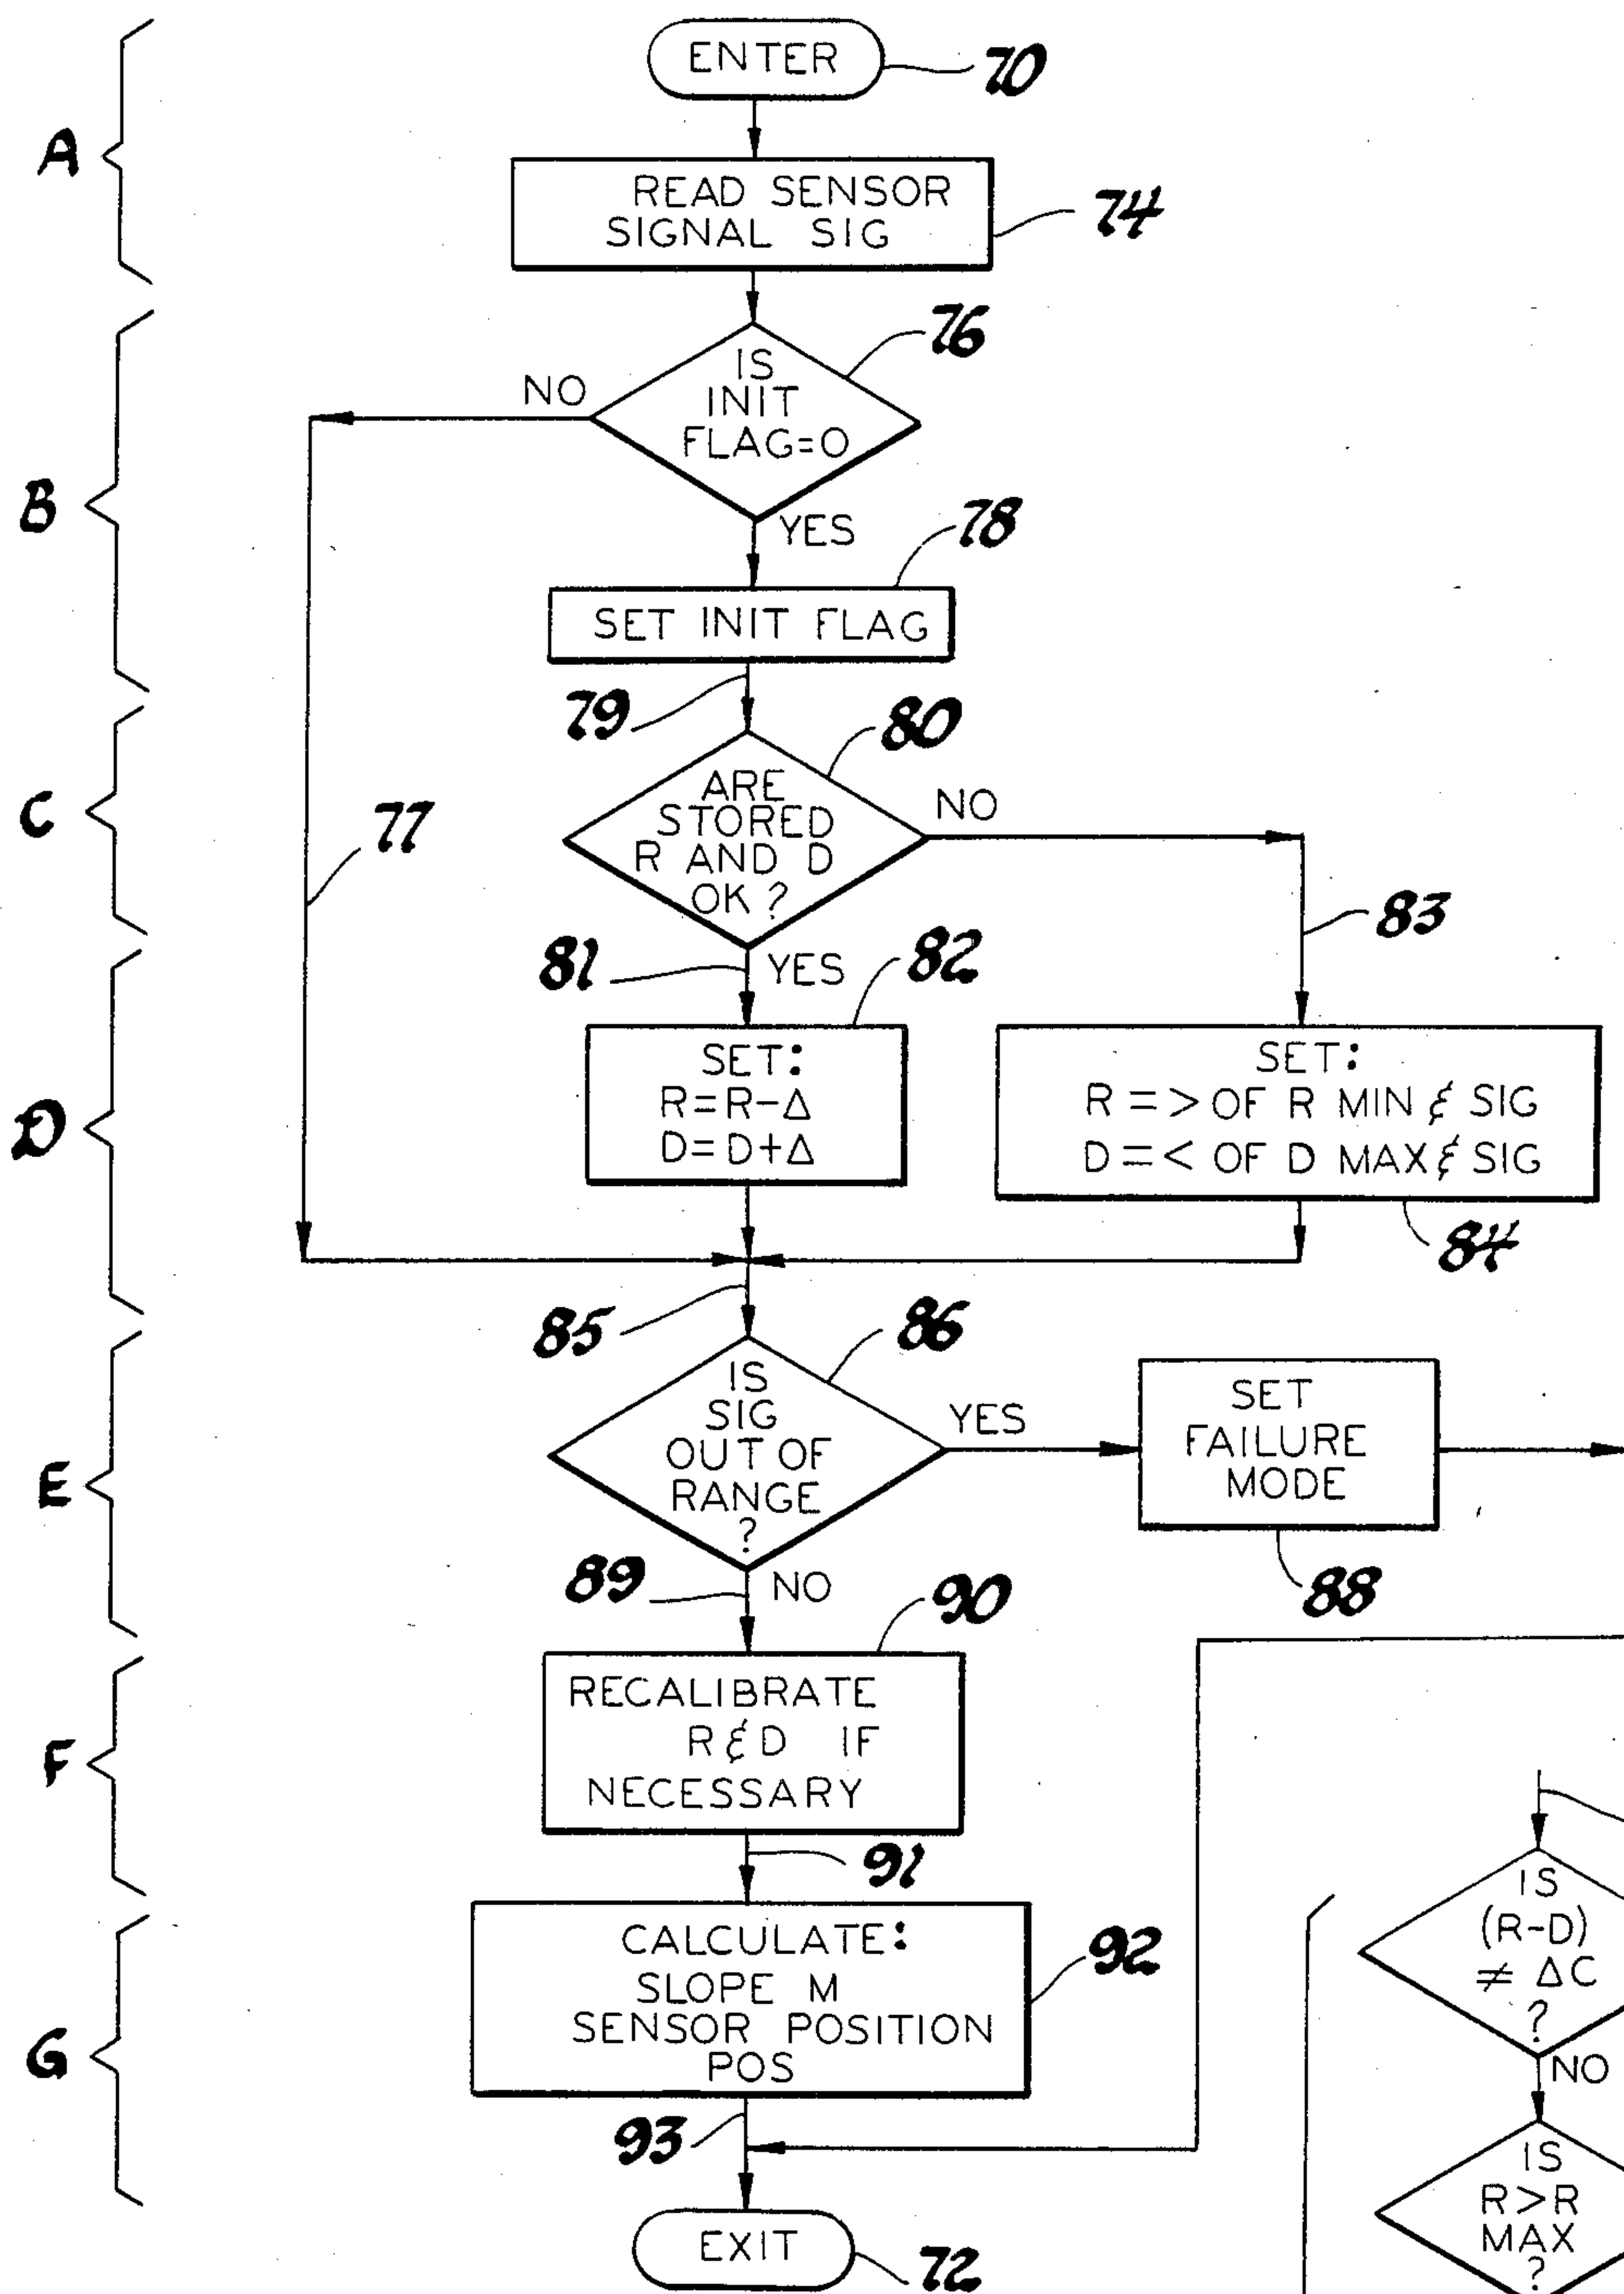 ENTER
70
A
READ SENSOR
SIGNAL SIG
74
76
IS
INIT
FLAG=0
NO
B
YES
78
SET INIT FLAG
79
80
ARE
STORED
R AND D
OK ?
NO
C
77
83
81
YES
82
SET:
R=R-Δ
D=D+Δ
SET:
R => OF R MIN & SIG
D =< OF D MAX & SIG
D
84
85
86
IS
SIG
OUT OF
RANGE
?
YES
SET
FAILURE
MODE
E
88
89
NO
90
RECALIBRATE
R & D IF
NECESSARY
F
91
CALCULATE:
SLOPE M
SENSOR POSITION
POS
92
G
93
EXIT
72
IS
(R-D)
≠ ΔC
?
NO
IS
R>R
MAX
?